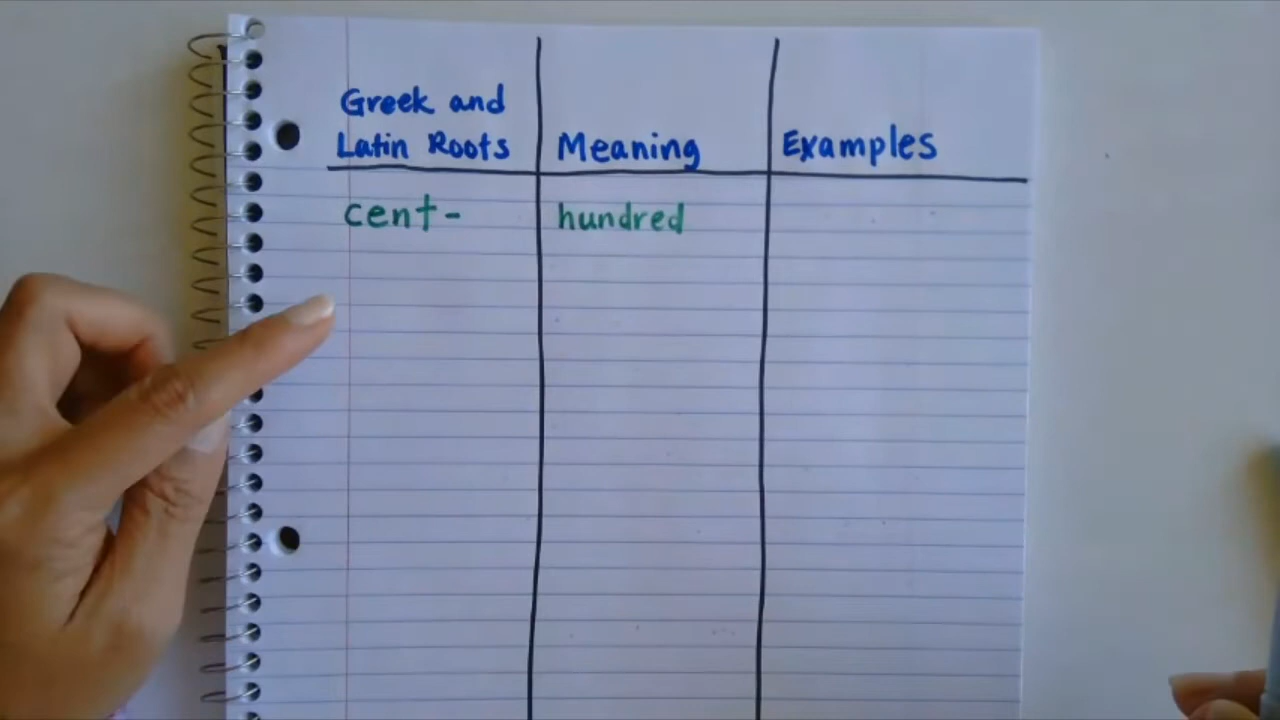 Greek and
Latin Roots
Meaning
Examples
cent-
hundred